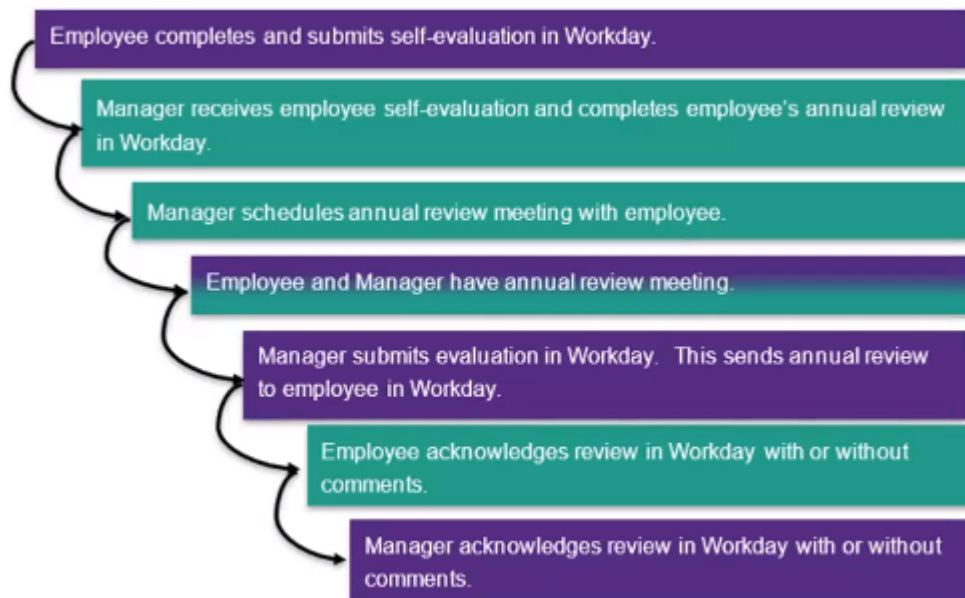 Employee completes and submits self-evaluation in Workday.
Manager receives employee self-evaluation and completes employee's annual review
in Workday.
Manager schedules annual review meeting with employee.
Employee and Manager have annual review meeting.
Manager submits evaluation in Workday.  This sends annual review
to employee in Workday.
Employee acknowledges review in Workday with or without
comments.
Manager acknowledges review in Workday with or without
comments.